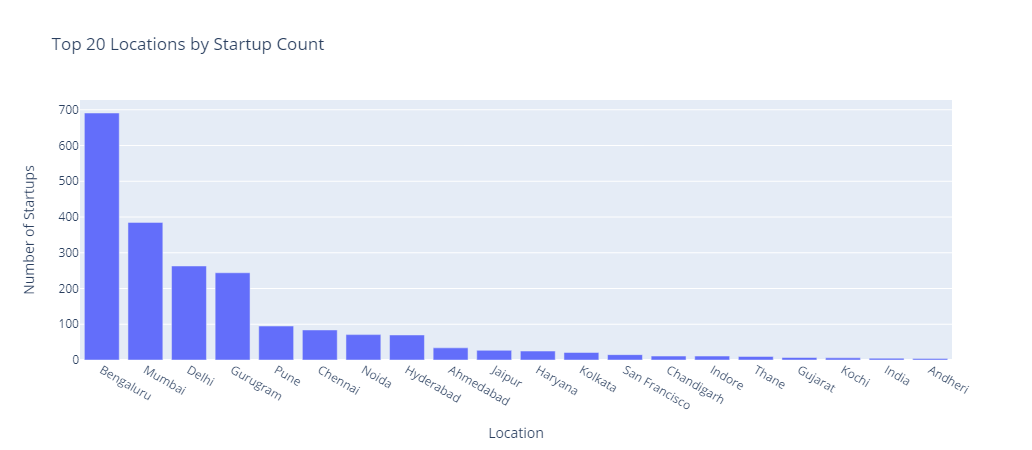 Top 20 Locations by Startup Count
Number of Startups
700
600
500
400
300
200
100
0
Bengaluru
Mumbai
Delhi
Gurugram
Pune
Chennai
Noida
Hyderabad
Ahmedabad
Jaipur
Haryana
Kolkata
San Francisco
Chandigarh
Indore
Thane
Gujarat
Kochi
India
Andheri
Location